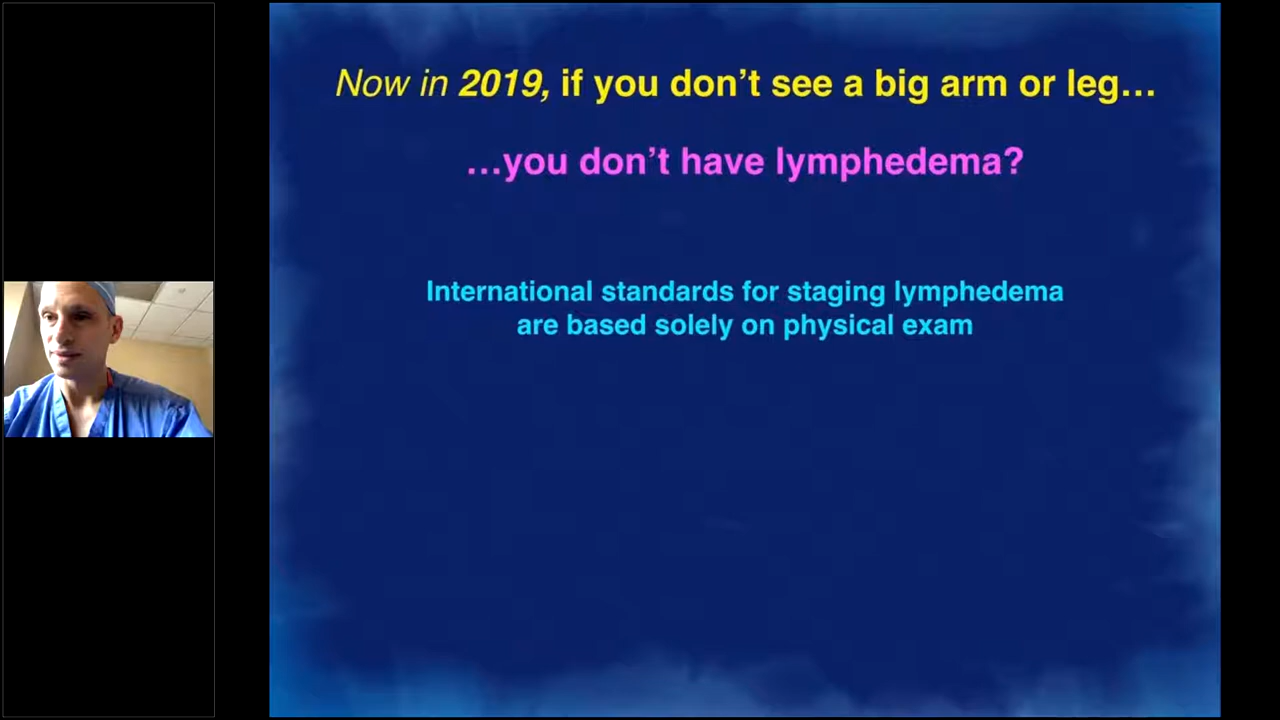 Now in 2019, if you don’t see a big arm or leg…
…you don’t have lymphedema?
International standards for staging lymphedema
are based solely on physical exam